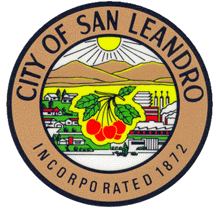 CITY OF SAN LEANDRO
INCORPORATED 1872